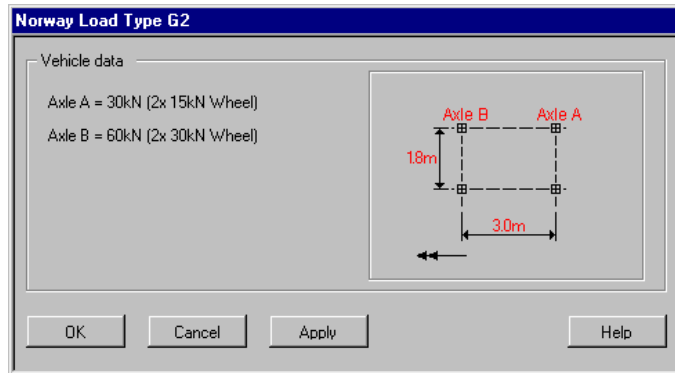 Norway Load Type G2
Vehicle data
Axle A = 30kN (2x 15kN Wheel)
Axle B = 60kN (2x 30kN Wheel)
Axle B Axle A
1.8m
3.0m
OK Cancel Apply Help